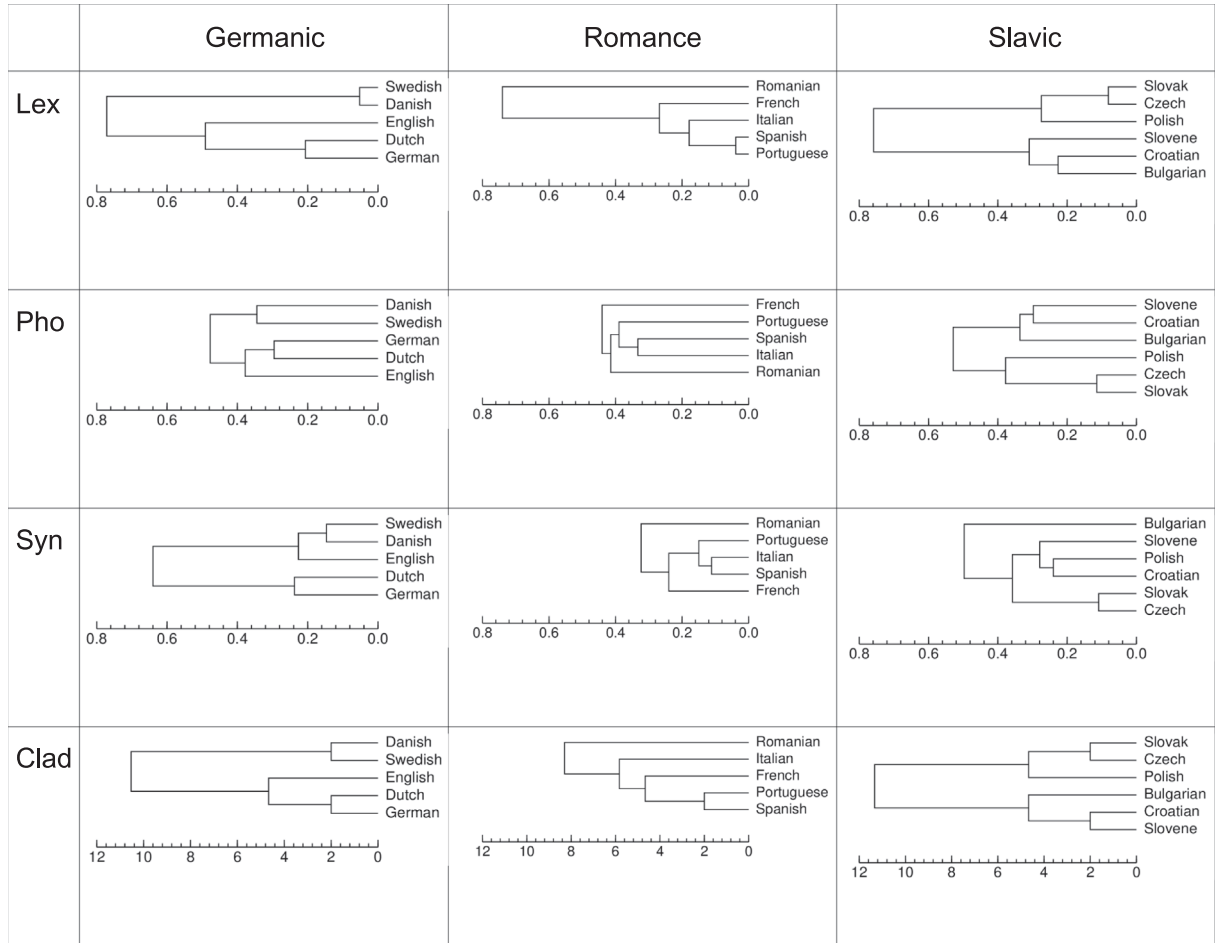 Germanic Romance Slavic
Lex
Swedish
Danish
English
Dutch
German
0.8 0.6 0.4 0.2 0.0
Romanian
French
Italian
Spanish
Portuguese
0.8 0.6 0.4 0.2 0.0
Slovak
Czech
Polish
Slovene
Croatian
Bulgarian
0.8 0.6 0.4 0.2 0.0
Pho
Danish
Swedish
German
Dutch
English
0.8 0.6 0.4 0.2 0.0
French
Portuguese
Spanish
Italian
Romanian
0.8 0.6 0.4 0.2 0.0
Slovene
Croatian
Bulgarian
Polish
Czech
Slovak
0.8 0.6 0.4 0.2 0.0
Syn
Swedish
Danish
English
Dutch
German
0.8 0.6 0.4 0.2 0.0
Romanian
Portuguese
Italian
Spanish
French
0.8 0.6 0.4 0.2 0.0
Bulgarian
Slovene
Polish
Croatian
Slovak
Czech
0.8 0.6 0.4 0.2 0.0
Clad
Danish
Swedish
English
Dutch
German
12 10 8 6 4 2 0
Romanian
Italian
French
Portuguese
Spanish
12 10 8 6 4 2 0
Slovak
Czech
Polish
Bulgarian
Croatian
Slovene
12 10 8 6 4 2 0